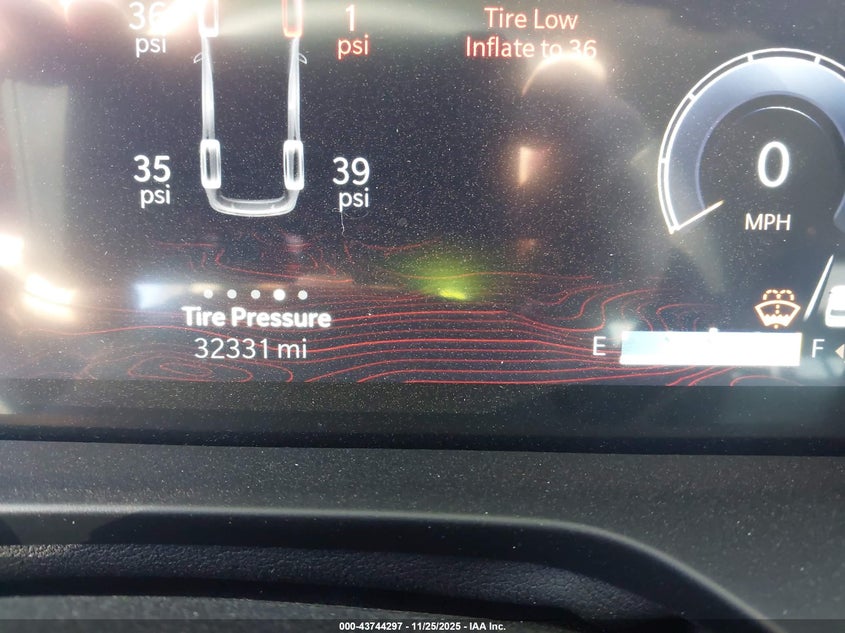 36 psi
1 psi
Tire Low
Inflate to 36
35 psi
39 psi
0
MPH
Tire Pressure
32331 mi
E
F
000-43744297 - 11/25/2025 - IAA Inc.